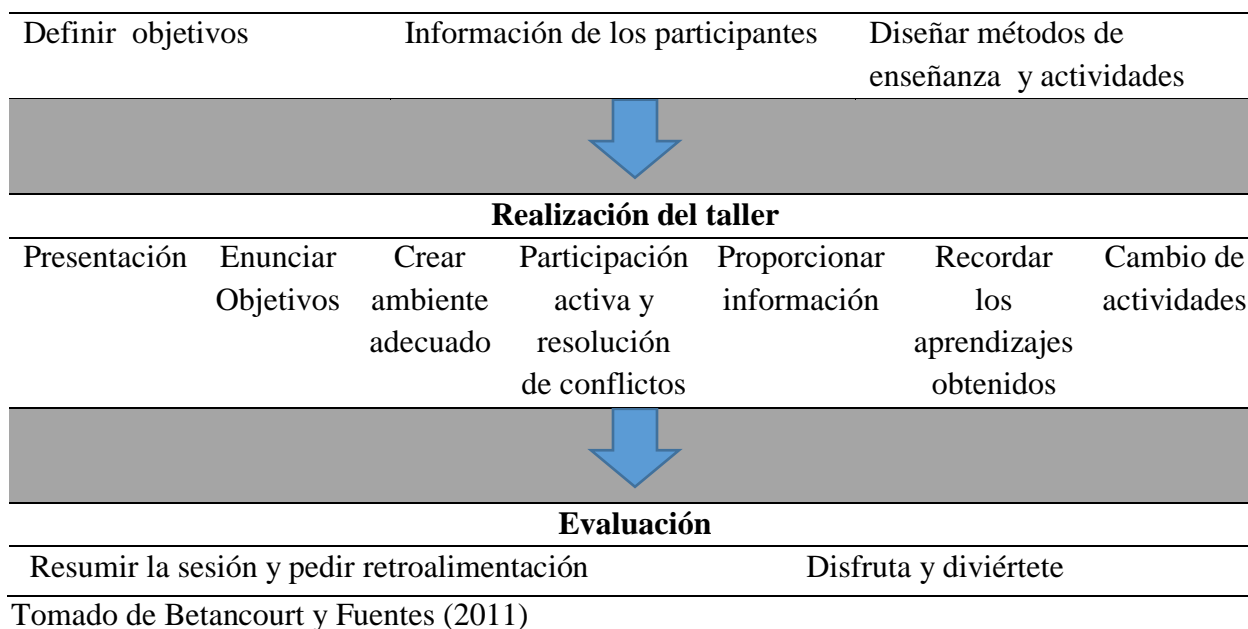 Definir objetivos
Información de los participantes
Diseñar métodos de
enseñanza y actividades
Realización del taller
Presentación
Enunciar
Objetivos
Crear
ambiente
adecuado
Participación
activa y
resolución
de conflictos
Proporcionar
información
Recordar
los
aprendizajes
obtenidos
Cambio de
actividades
Evaluación
Resumir la sesión y pedir retroalimentación
Disfruta y diviértete
Tomado de Betancourt y Fuentes (2011)